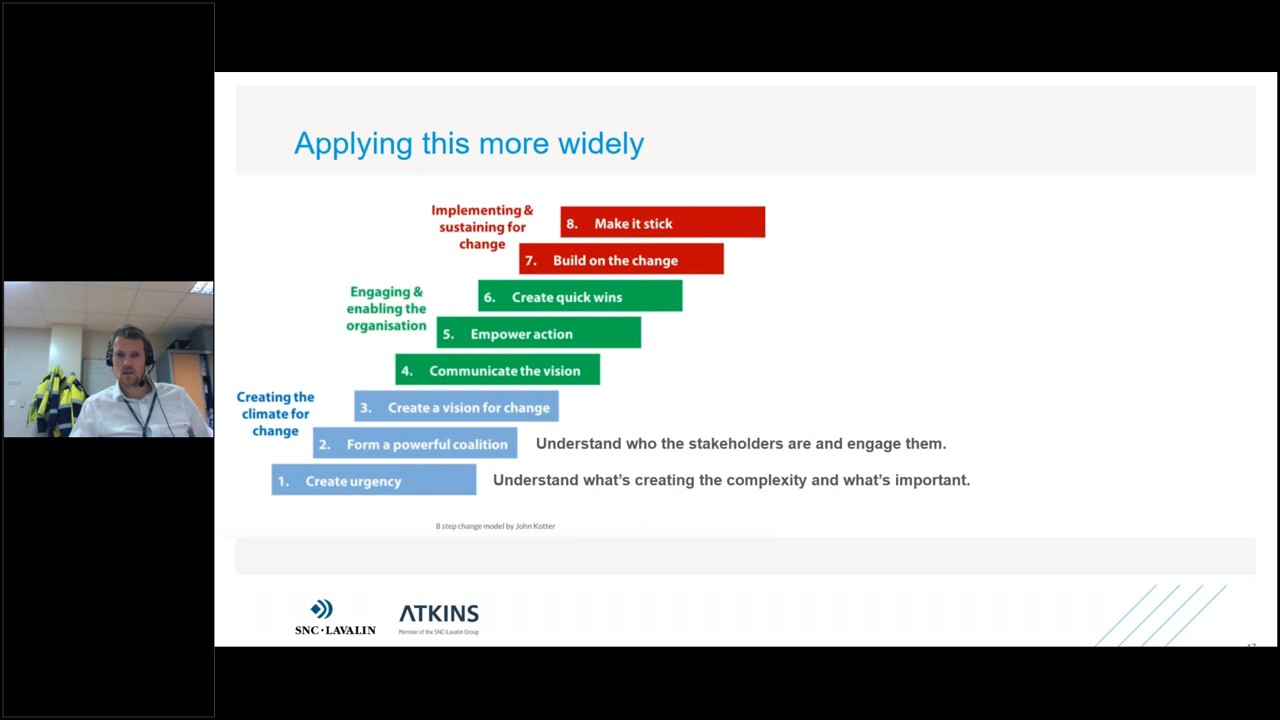 Applying this more widely
Implementing &
sustaining for
change
8. Make it stick
7. Build on the change
Engaging &
enabling the
organisation
6. Create quick wins
5. Empower action
4. Communicate the vision
Creating the
climate for
change
3. Create a vision for change
2. Form a powerful coalition
Understand who the stakeholders are and engage them.
1. Create urgency
Understand what's creating the complexity and what's important.
8 step change model by John Kotter
SNC·LAVALIN
ATKINS
Member of the SNC-Lavalin Group